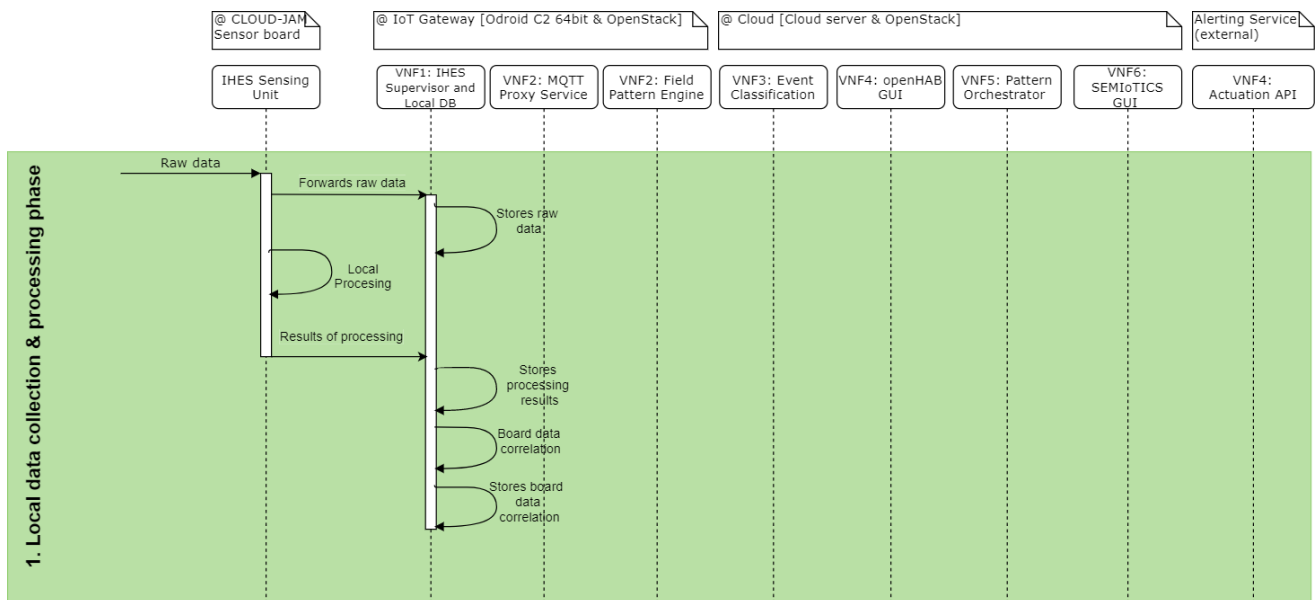 @ CLOUD-JAM
Sensor board
@ IoT Gateway [Odroid C2 64bit & OpenStack]
@ Cloud [Cloud server & OpenStack]
Alerting Service
(external)
IHES Sensing
Unit
VNF1: IHES
Supervisor and
Local DB
VNF2: MQTT
Proxy Service
VNF2: Field
Pattern Engine
VNF3: Event
Classification
VNF4: openHAB
GUI
VNF5: Pattern
Orchestrator
VNF6:
SEMIoTICS
GUI
VNF4:
Actuation API
1. Local data collection & processing phase
Raw data
Forwards raw data
Stores raw
data
Local
Procesing
Results of processing
Stores
processing
results
Board data
correlation
Stores board
data
correlation